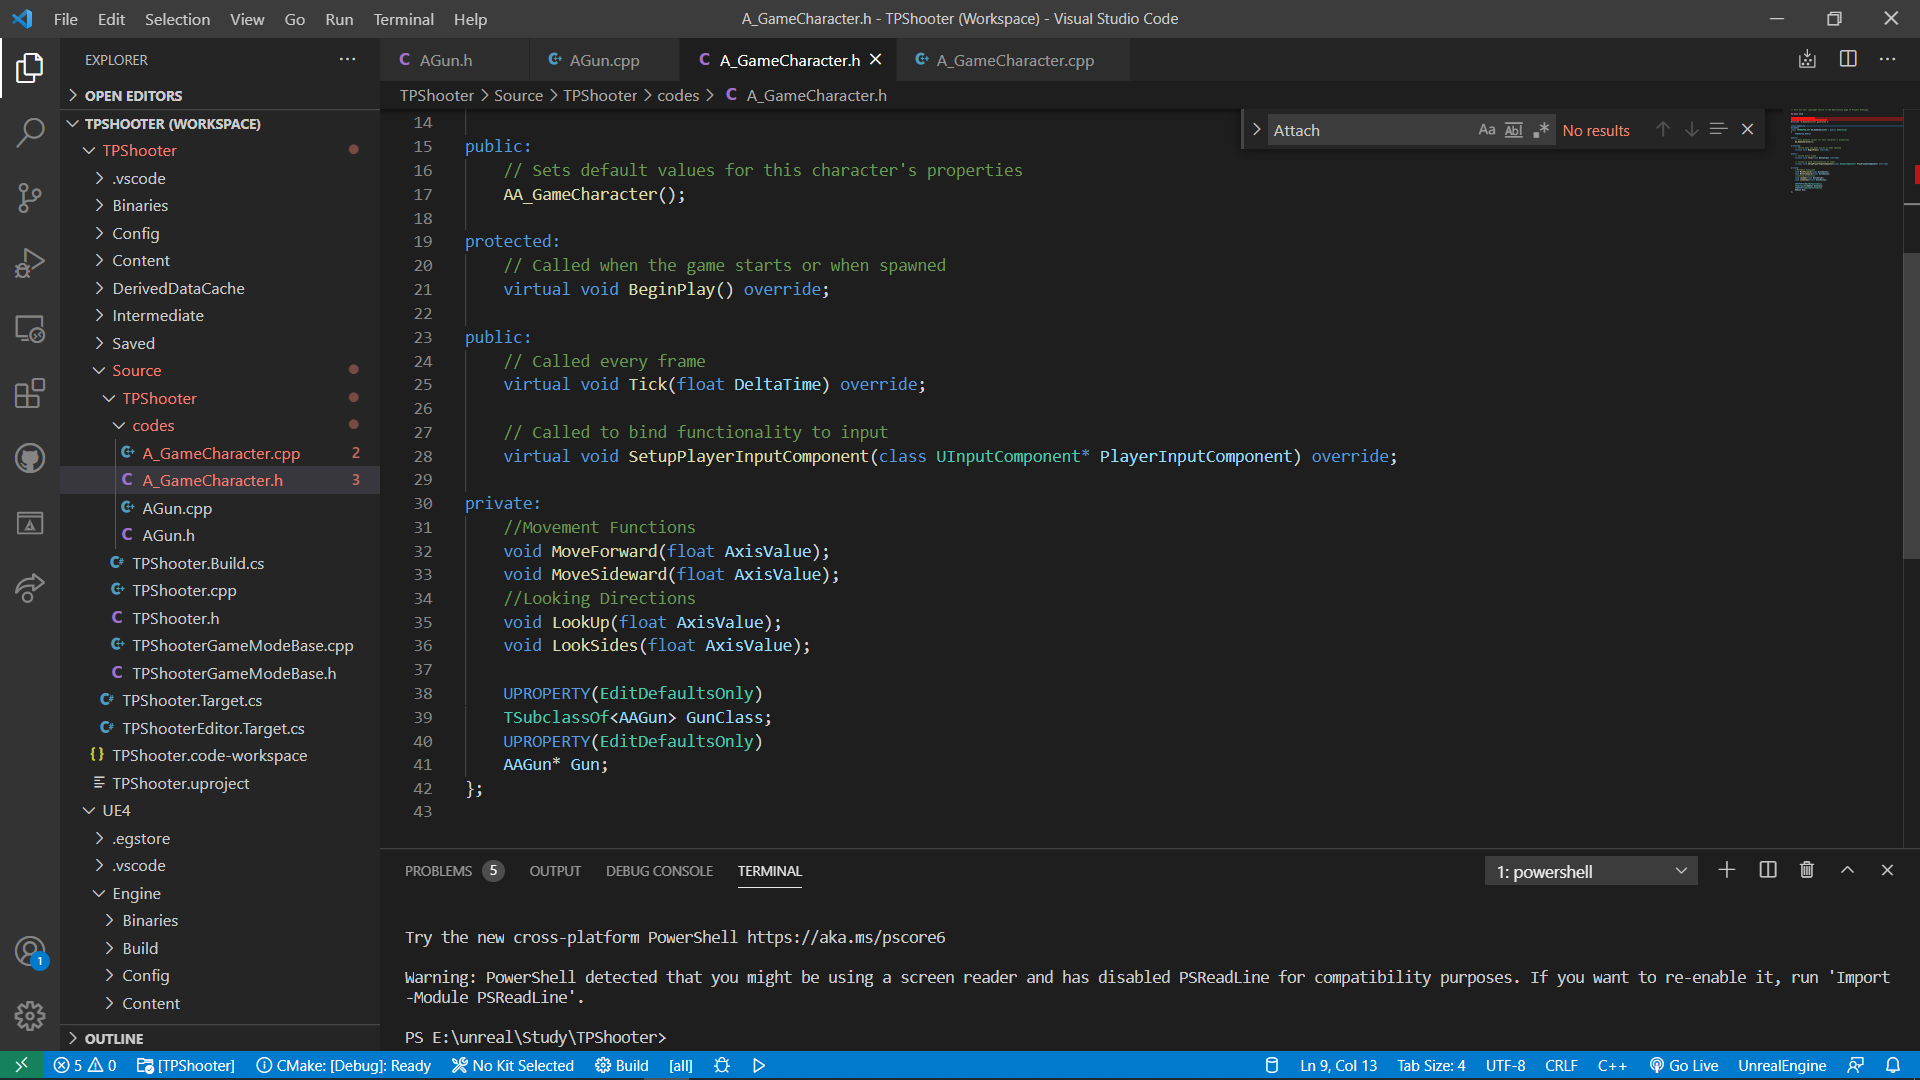 File Edit Selection View Go Run Terminal Help
A_GameCharacter.h - TPShooter (Workspace) - Visual Studio Code
EXPLORER
OPEN EDITORS
TPSHOOTER (WORKSPACE)
TPShooter
.vscode
Binaries
Config
Content
DerivedDataCache
Intermediate
Saved
Source
TPShooter
codes
A_GameCharacter.cpp 2
A_GameCharacter.h 3
AGun.cpp
AGun.h
TPShooter.Build.cs
TPShooter.cpp
TPShooter.h
TPShooterGameModeBase.cpp
TPShooterGameModeBase.h
TPShooter.Target.cs
TPShooterEditor.Target.cs
TPShooter.code-workspace
TPShooter.uproject
UE4
.egstore
.vscode
Engine
Binaries
Build
Config
Content
OUTLINE
1
AGun.h AGun.cpp A_GameCharacter.h A_GameCharacter.cpp
TPShooter > Source > TPShooter > codes > A_GameCharacter.h
Attach Aa Abl No results
14
15 public:
16 // Sets default values for this character's properties
17 AA_GameCharacter();
18
19 protected:
20 // Called when the game starts or when spawned
21 virtual void BeginPlay() override;
22
23 public:
24 // Called every frame
25 virtual void Tick(float DeltaTime) override;
26
27 // Called to bind functionality to input
28 virtual void SetupPlayerInputComponent(class UInputComponent* PlayerInputComponent) override;
29
30 private:
31 //Movement Functions
32 void MoveForward(float AxisValue);
33 void MoveSideward(float AxisValue);
34 //Looking Directions
35 void LookUp(float AxisValue);
36 void LookSides(float AxisValue);
37
38 UPROPERTY(EditDefaultsOnly)
39 TSubclassOf<AAGun> GunClass;
40 UPROPERTY(EditDefaultsOnly)
41 AAGun* Gun;
42 };
43
PROBLEMS 5 OUTPUT DEBUG CONSOLE TERMINAL
1: powershell
Try the new cross-platform PowerShell https://aka.ms/pscore6
Warning: PowerShell detected that you might be using a screen reader and has disabled PSReadLine for compatibility purposes. If you want to re-enable it, run 'Import
-Module PSReadLine'.
PS E:\unreal\Study\TPShooter>
5 0 [TPShooter] CMake: [Debug]: Ready No Kit Selected Build [all]
Ln 9, Col 13 Tab Size: 4 UTF-8 CRLF C++ Go Live UnrealEngine